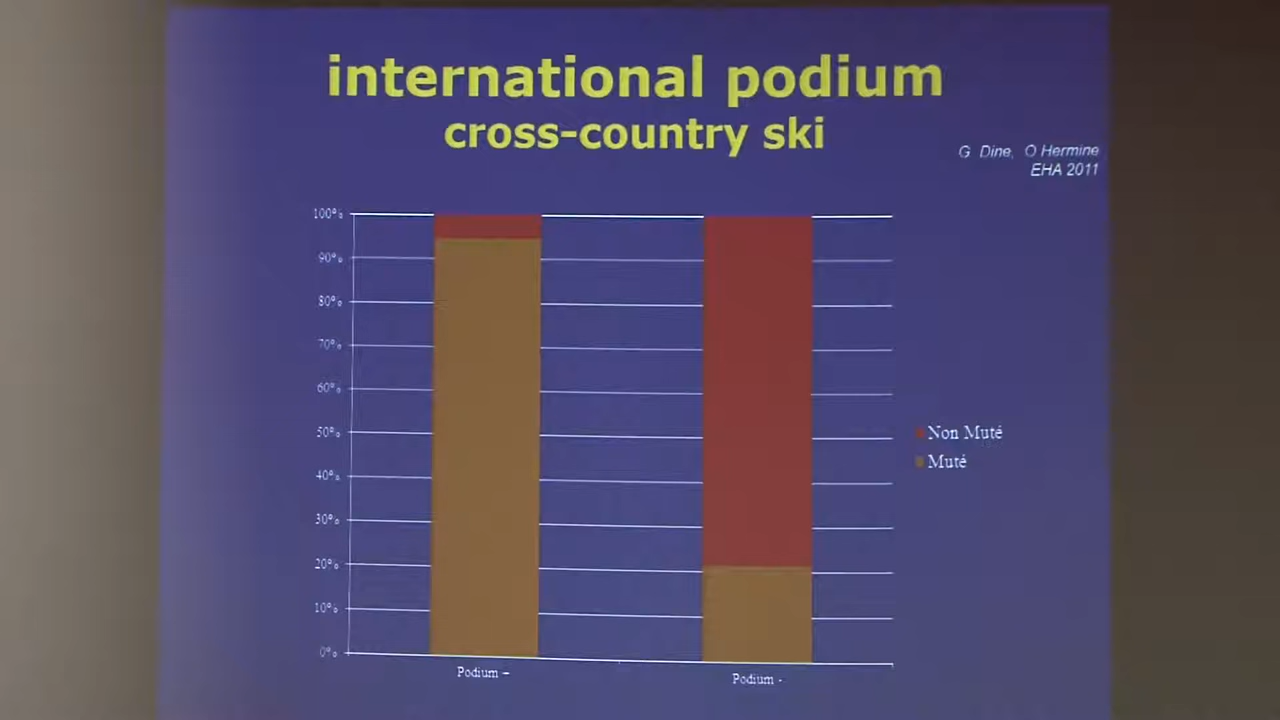 international podium
cross-country ski
G Dine, O Hermine
EHA 2011
100%
90%
80%
70%
60%
50%
40%
30%
20%
10%
0%
Non Muté
Muté
Podium +
Podium -